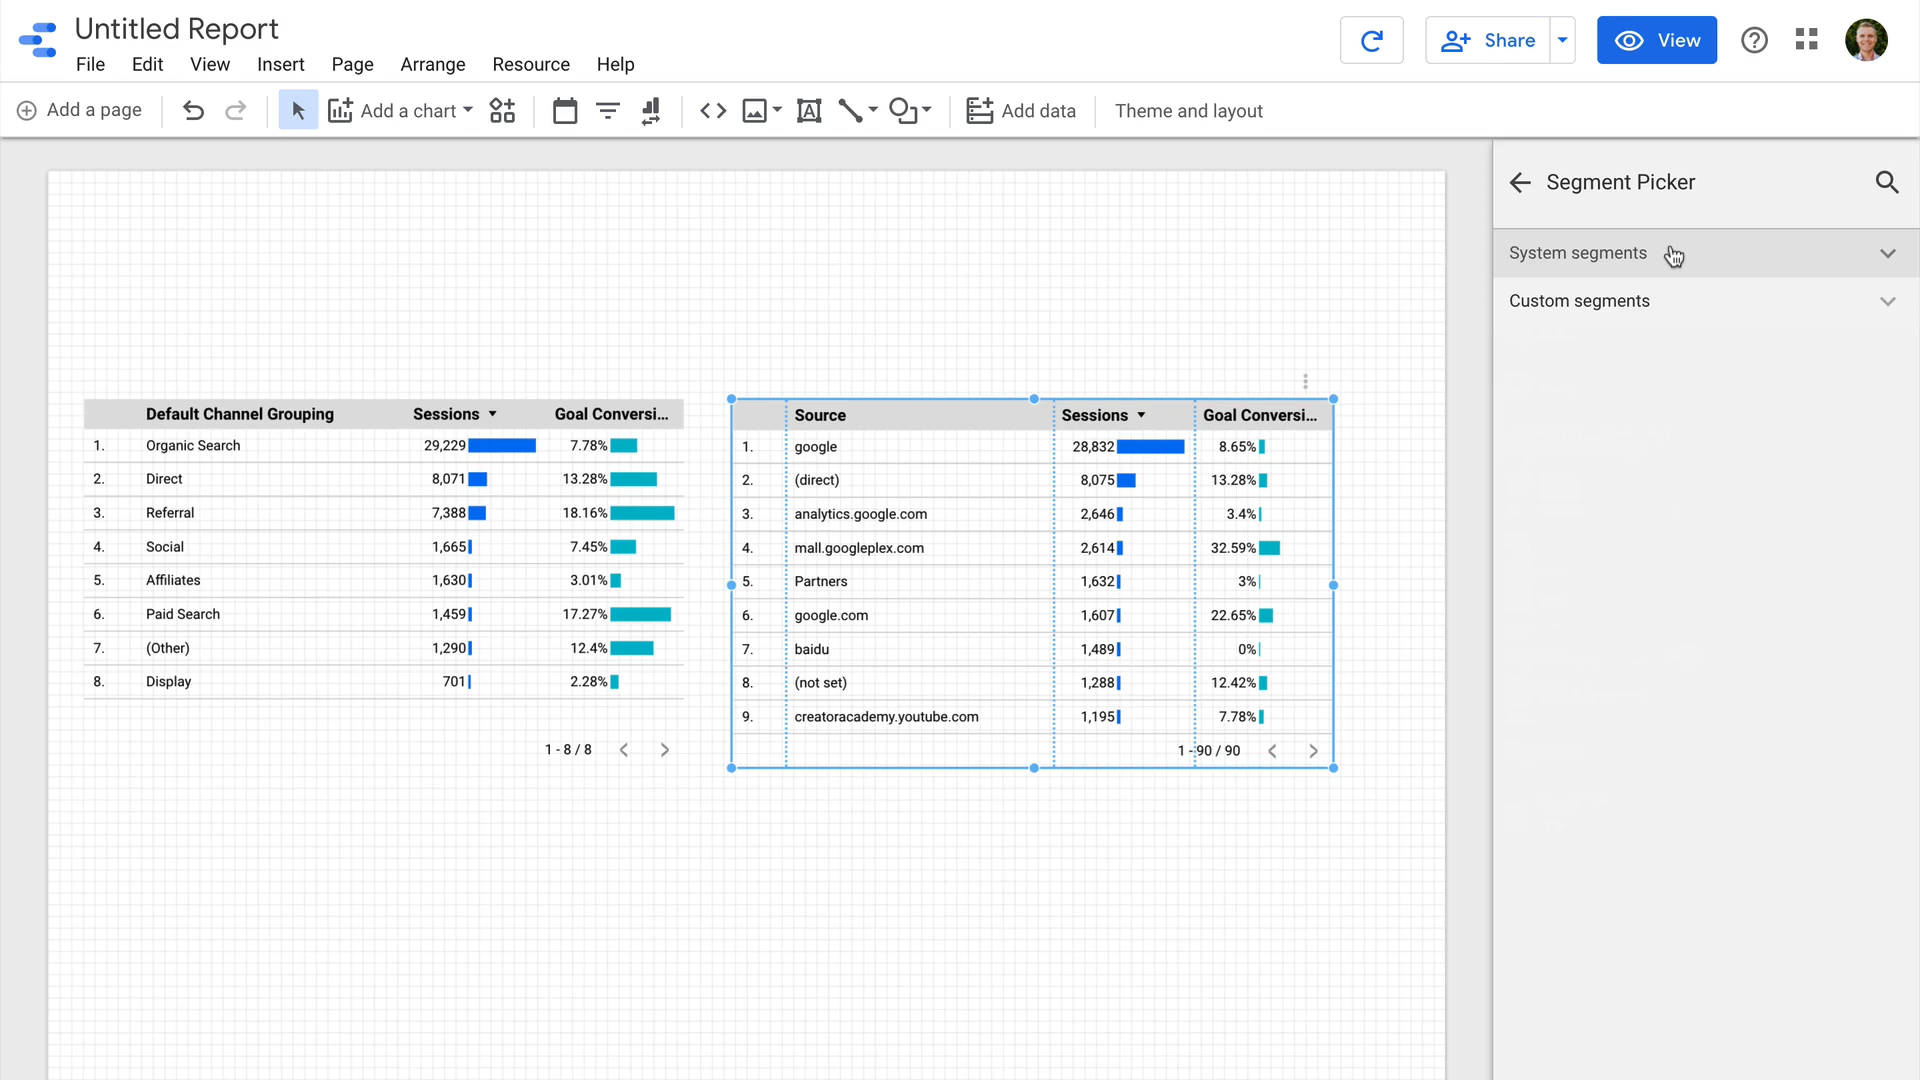 Untitled Report
File Edit View Insert Page Arrange Resource Help
Share
View
Add a page
Add a chart
Add data
Theme and layout
Segment Picker
System segments
Custom segments
Default Channel Grouping Sessions Goal Conversi...
1. Organic Search 29,229 7.78%
2. Direct 8,071 13.28%
3. Referral 7,388 18.16%
4. Social 1,665 7.45%
5. Affiliates 1,630 3.01%
6. Paid Search 1,459 17.27%
7. (Other) 1,290 12.4%
8. Display 701 2.28%
1 - 8 / 8
Source Sessions Goal Conversi...
1. google 28,832 8.65%
2. (direct) 8,075 13.28%
3. analytics.google.com 2,646 3.4%
4. mall.googleplex.com 2,614 32.59%
5. Partners 1,632 3%
6. google.com 1,607 22.65%
7. baidu 1,489 0%
8. (not set) 1,288 12.42%
9. creatoracademy.youtube.com 1,195 7.78%
1 - 90 / 90